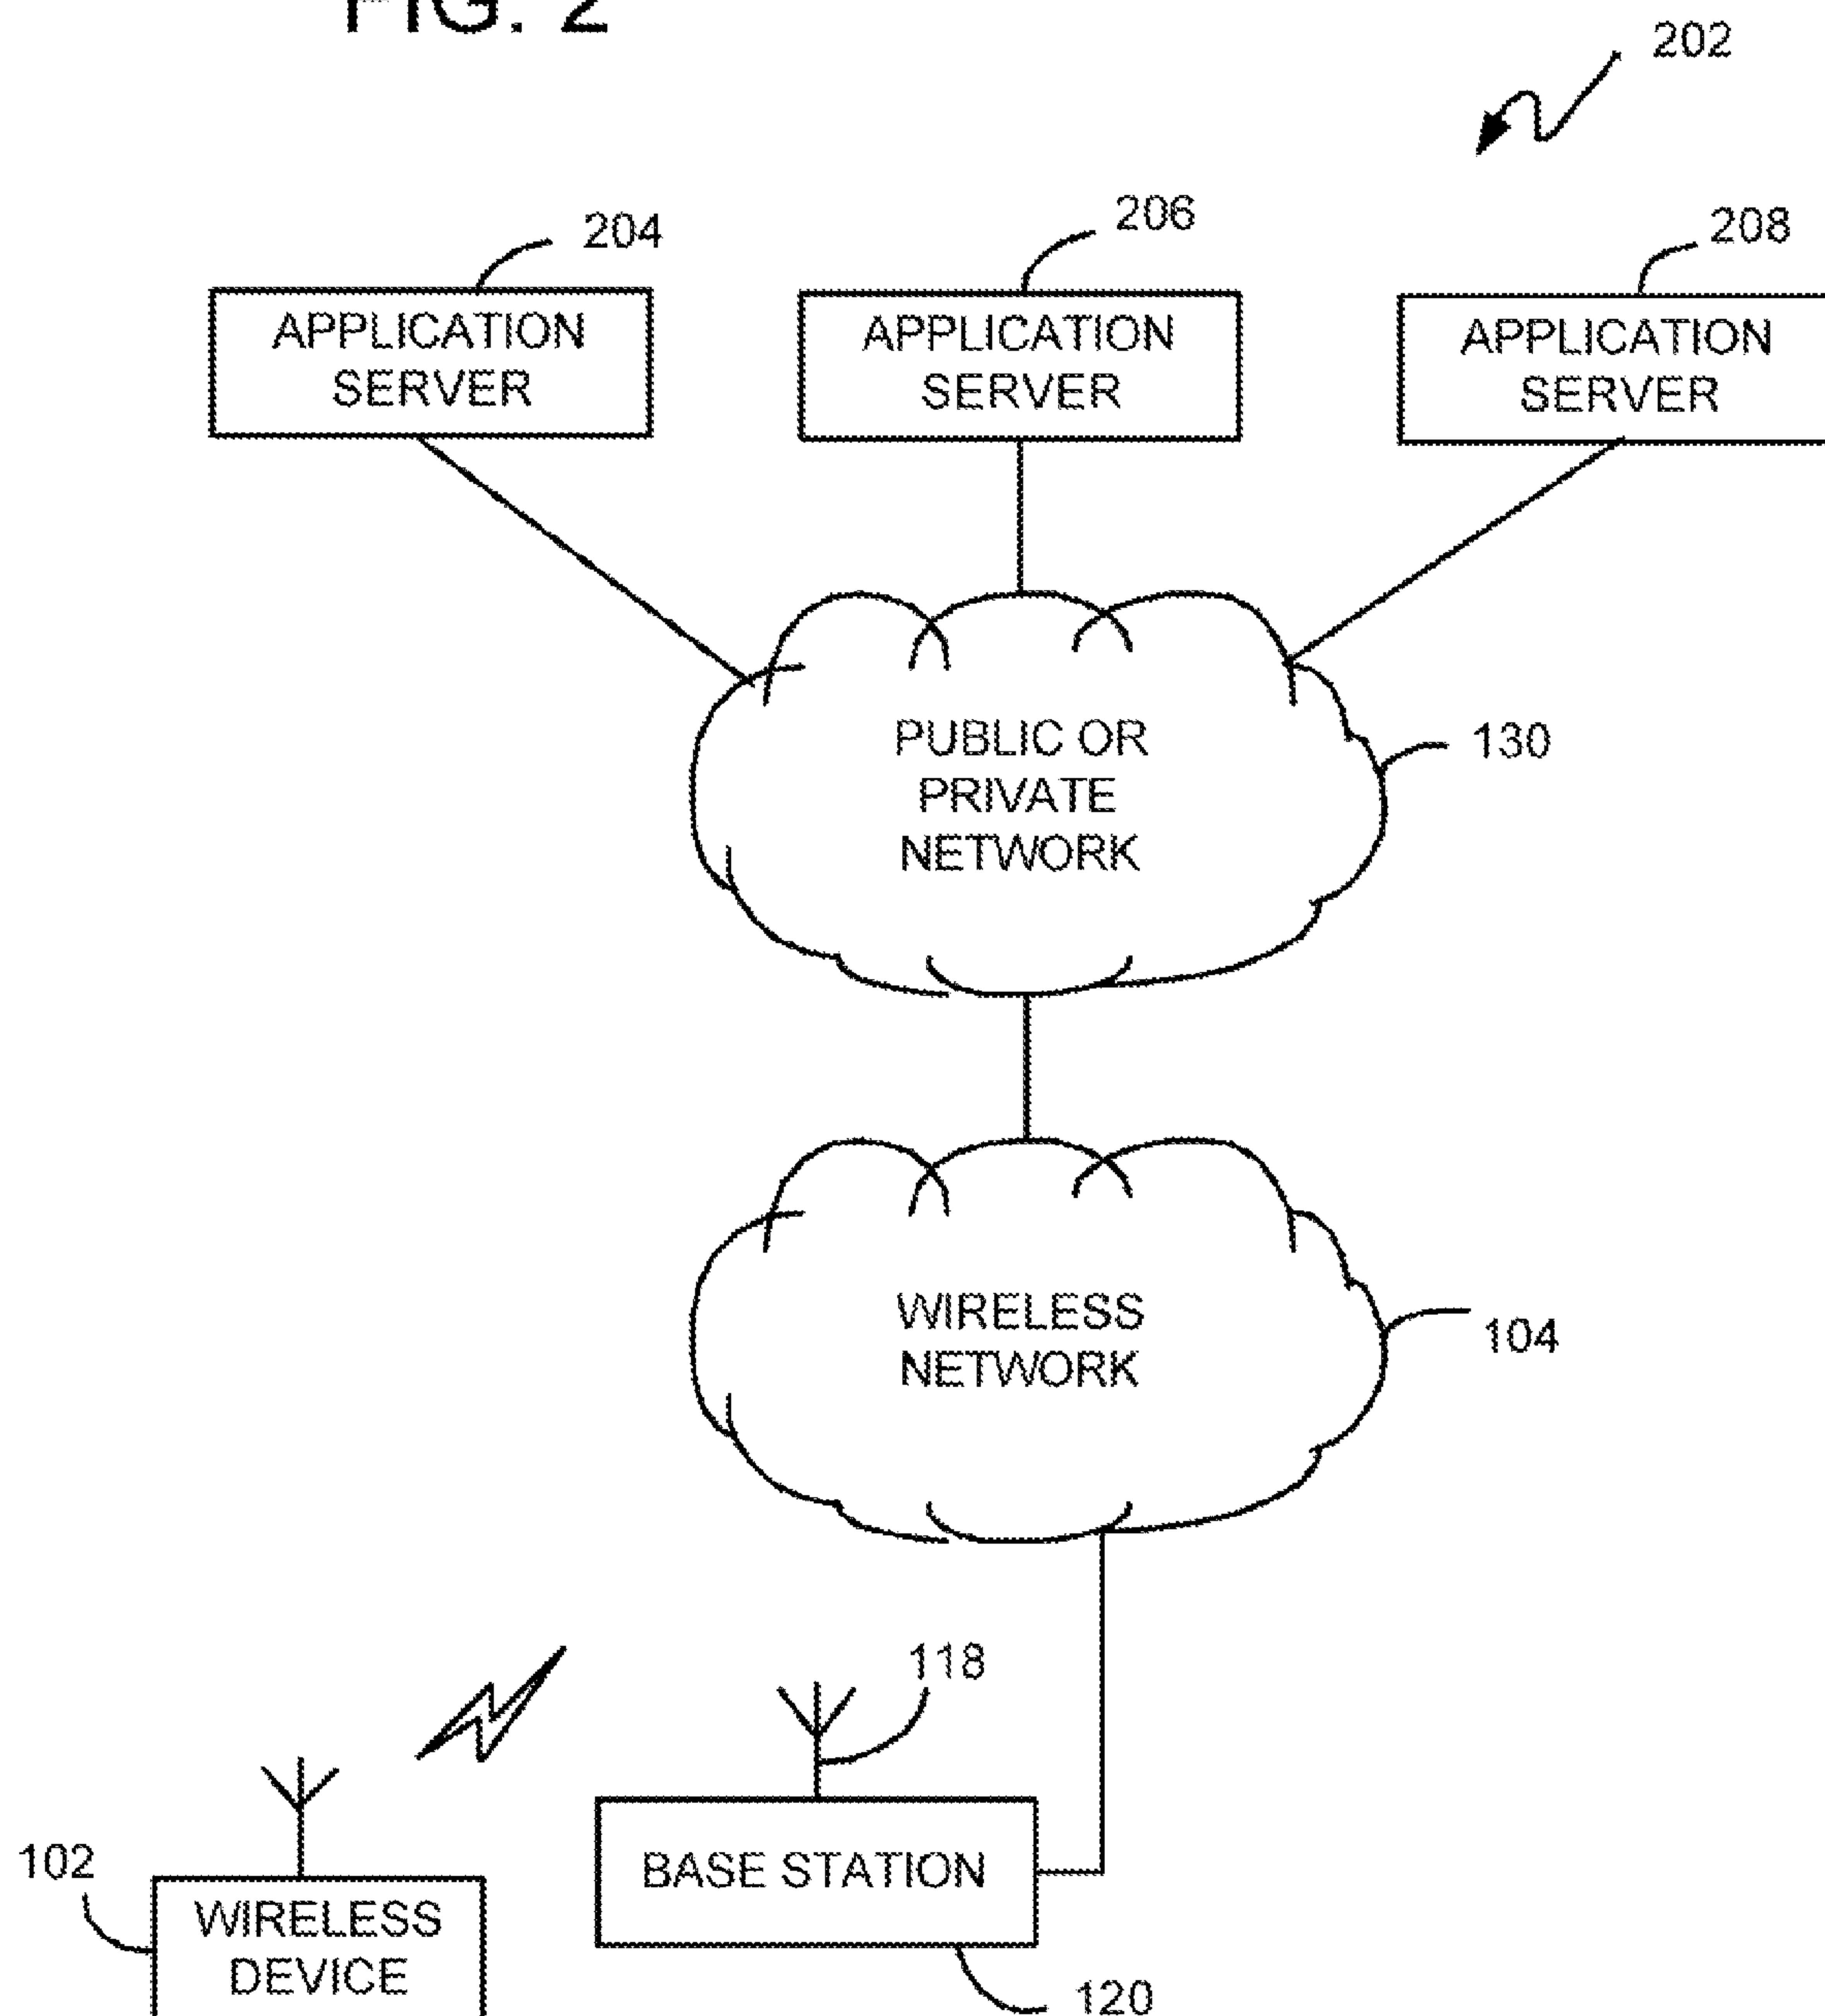 FIG. 2
202
204
206
208
APPLICATION
SERVER
APPLICATION
SERVER
APPLICATION
SERVER
PUBLIC OR
PRIVATE
NETWORK
130
WIRELESS
NETWORK
104
118
102
WIRELESS
DEVICE
BASE STATION
120